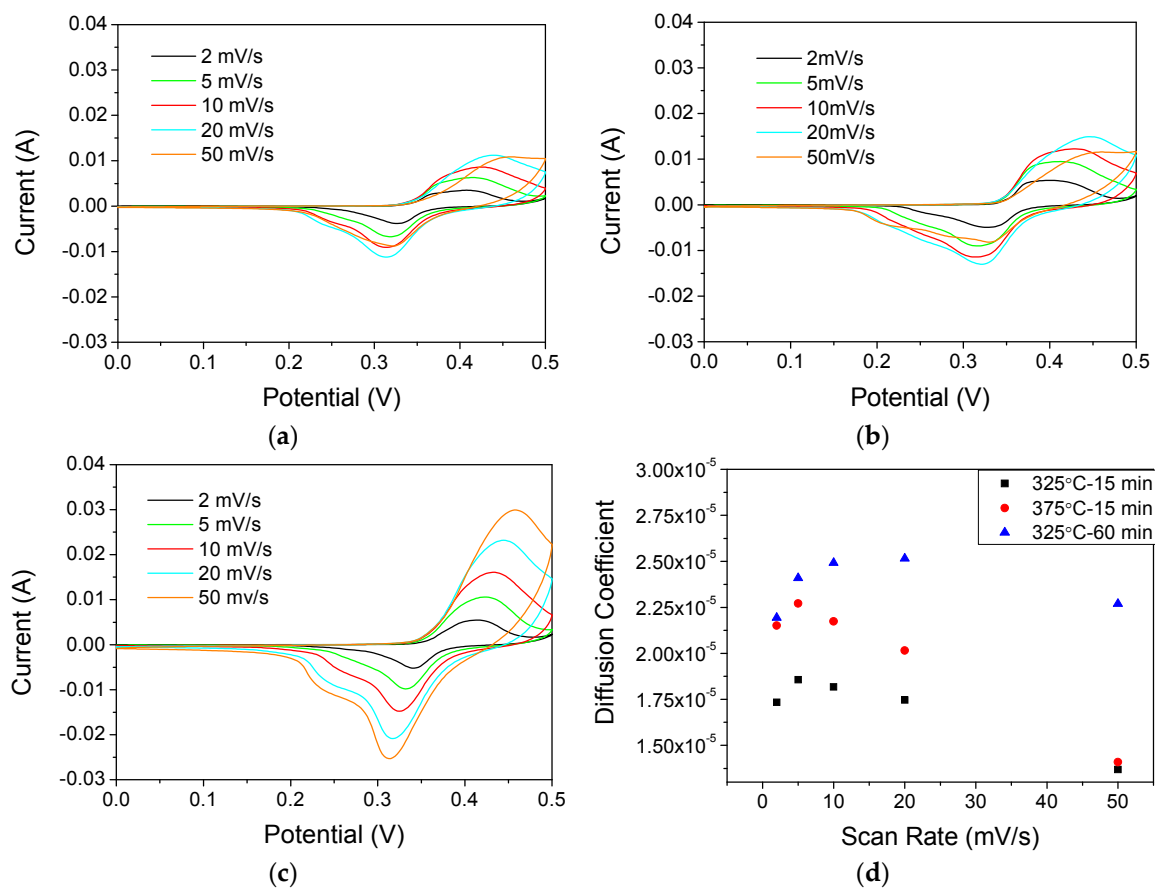 0.04
0.03
0.02
0.01
0.00
-0.01
-0.02
-0.03
Current (A)
2 mV/s
5 mV/s
10 mV/s
20 mV/s
50 mV/s
0.0 0.1 0.2 0.3 0.4 0.5
Potential (V)
(a)
0.04
0.03
0.02
0.01
0.00
-0.01
-0.02
-0.03
Current (A)
2mV/s
5mV/s
10mV/s
20mV/s
50mV/s
0.0 0.1 0.2 0.3 0.4 0.5
Potential (V)
(b)
0.04
0.03
0.02
0.01
0.00
-0.01
-0.02
-0.03
Current (A)
2 mV/s
5 mV/s
10 mV/s
20 mV/s
50 mv/s
0.0 0.1 0.2 0.3 0.4 0.5
Potential (V)
(c)
3.00x10⁻⁵
2.75x10⁻⁵
2.50x10⁻⁵
2.25x10⁻⁵
2.00x10⁻⁵
1.75x10⁻⁵
1.50x10⁻⁵
Diffusion Coefficient
325°C-15 min
375°C-15 min
325°C-60 min
0 10 20 30 40 50
Scan Rate (mV/s)
(d)